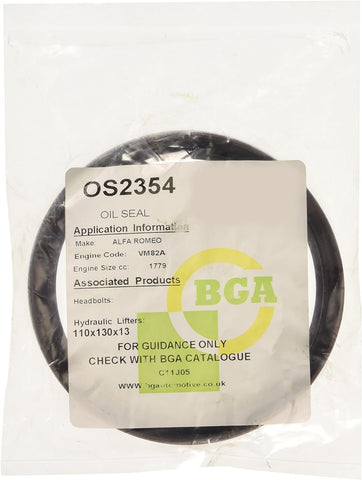 OS2354
OIL SEAL
Application Information
Make: ALFA ROMEO
Engine Code: VM82A
Engine Size cc: 1779
Associated Products
BGA
Headbolts:
Hydraulic Lifters:
110x130x13
FOR GUIDANCE ONLY
CHECK WITH BGA CATALOGUE
C11J05
www.bgautomotive.co.uk